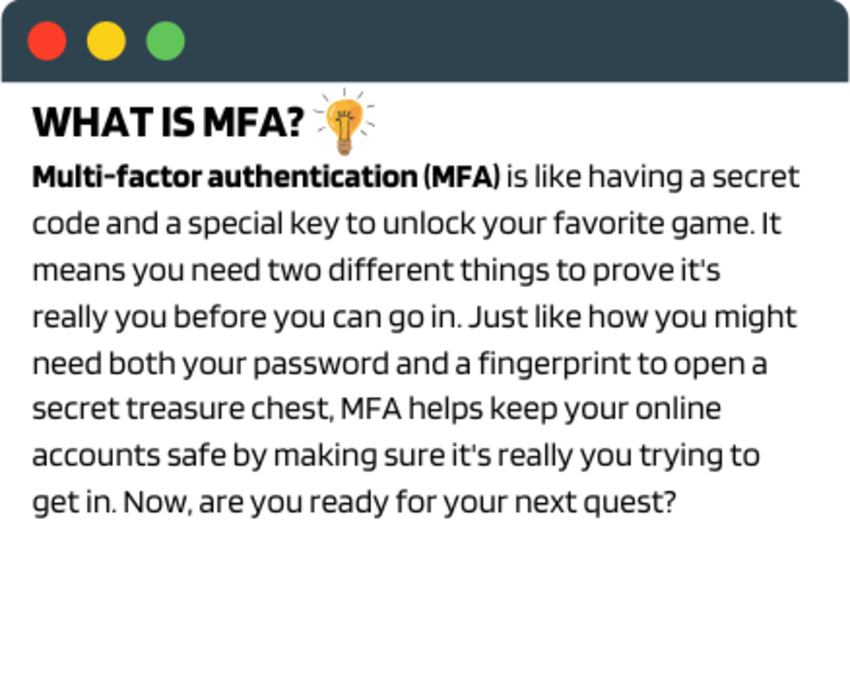 WHAT IS MFA?
Multi-factor authentication (MFA) is like having a secret
code and a special key to unlock your favorite game. It
means you need two different things to prove it's
really you before you can go in. Just like how you might
need both your password and a fingerprint to open a
secret treasure chest, MFA helps keep your online
accounts safe by making sure it's really you trying to
get in. Now, are you ready for your next quest?